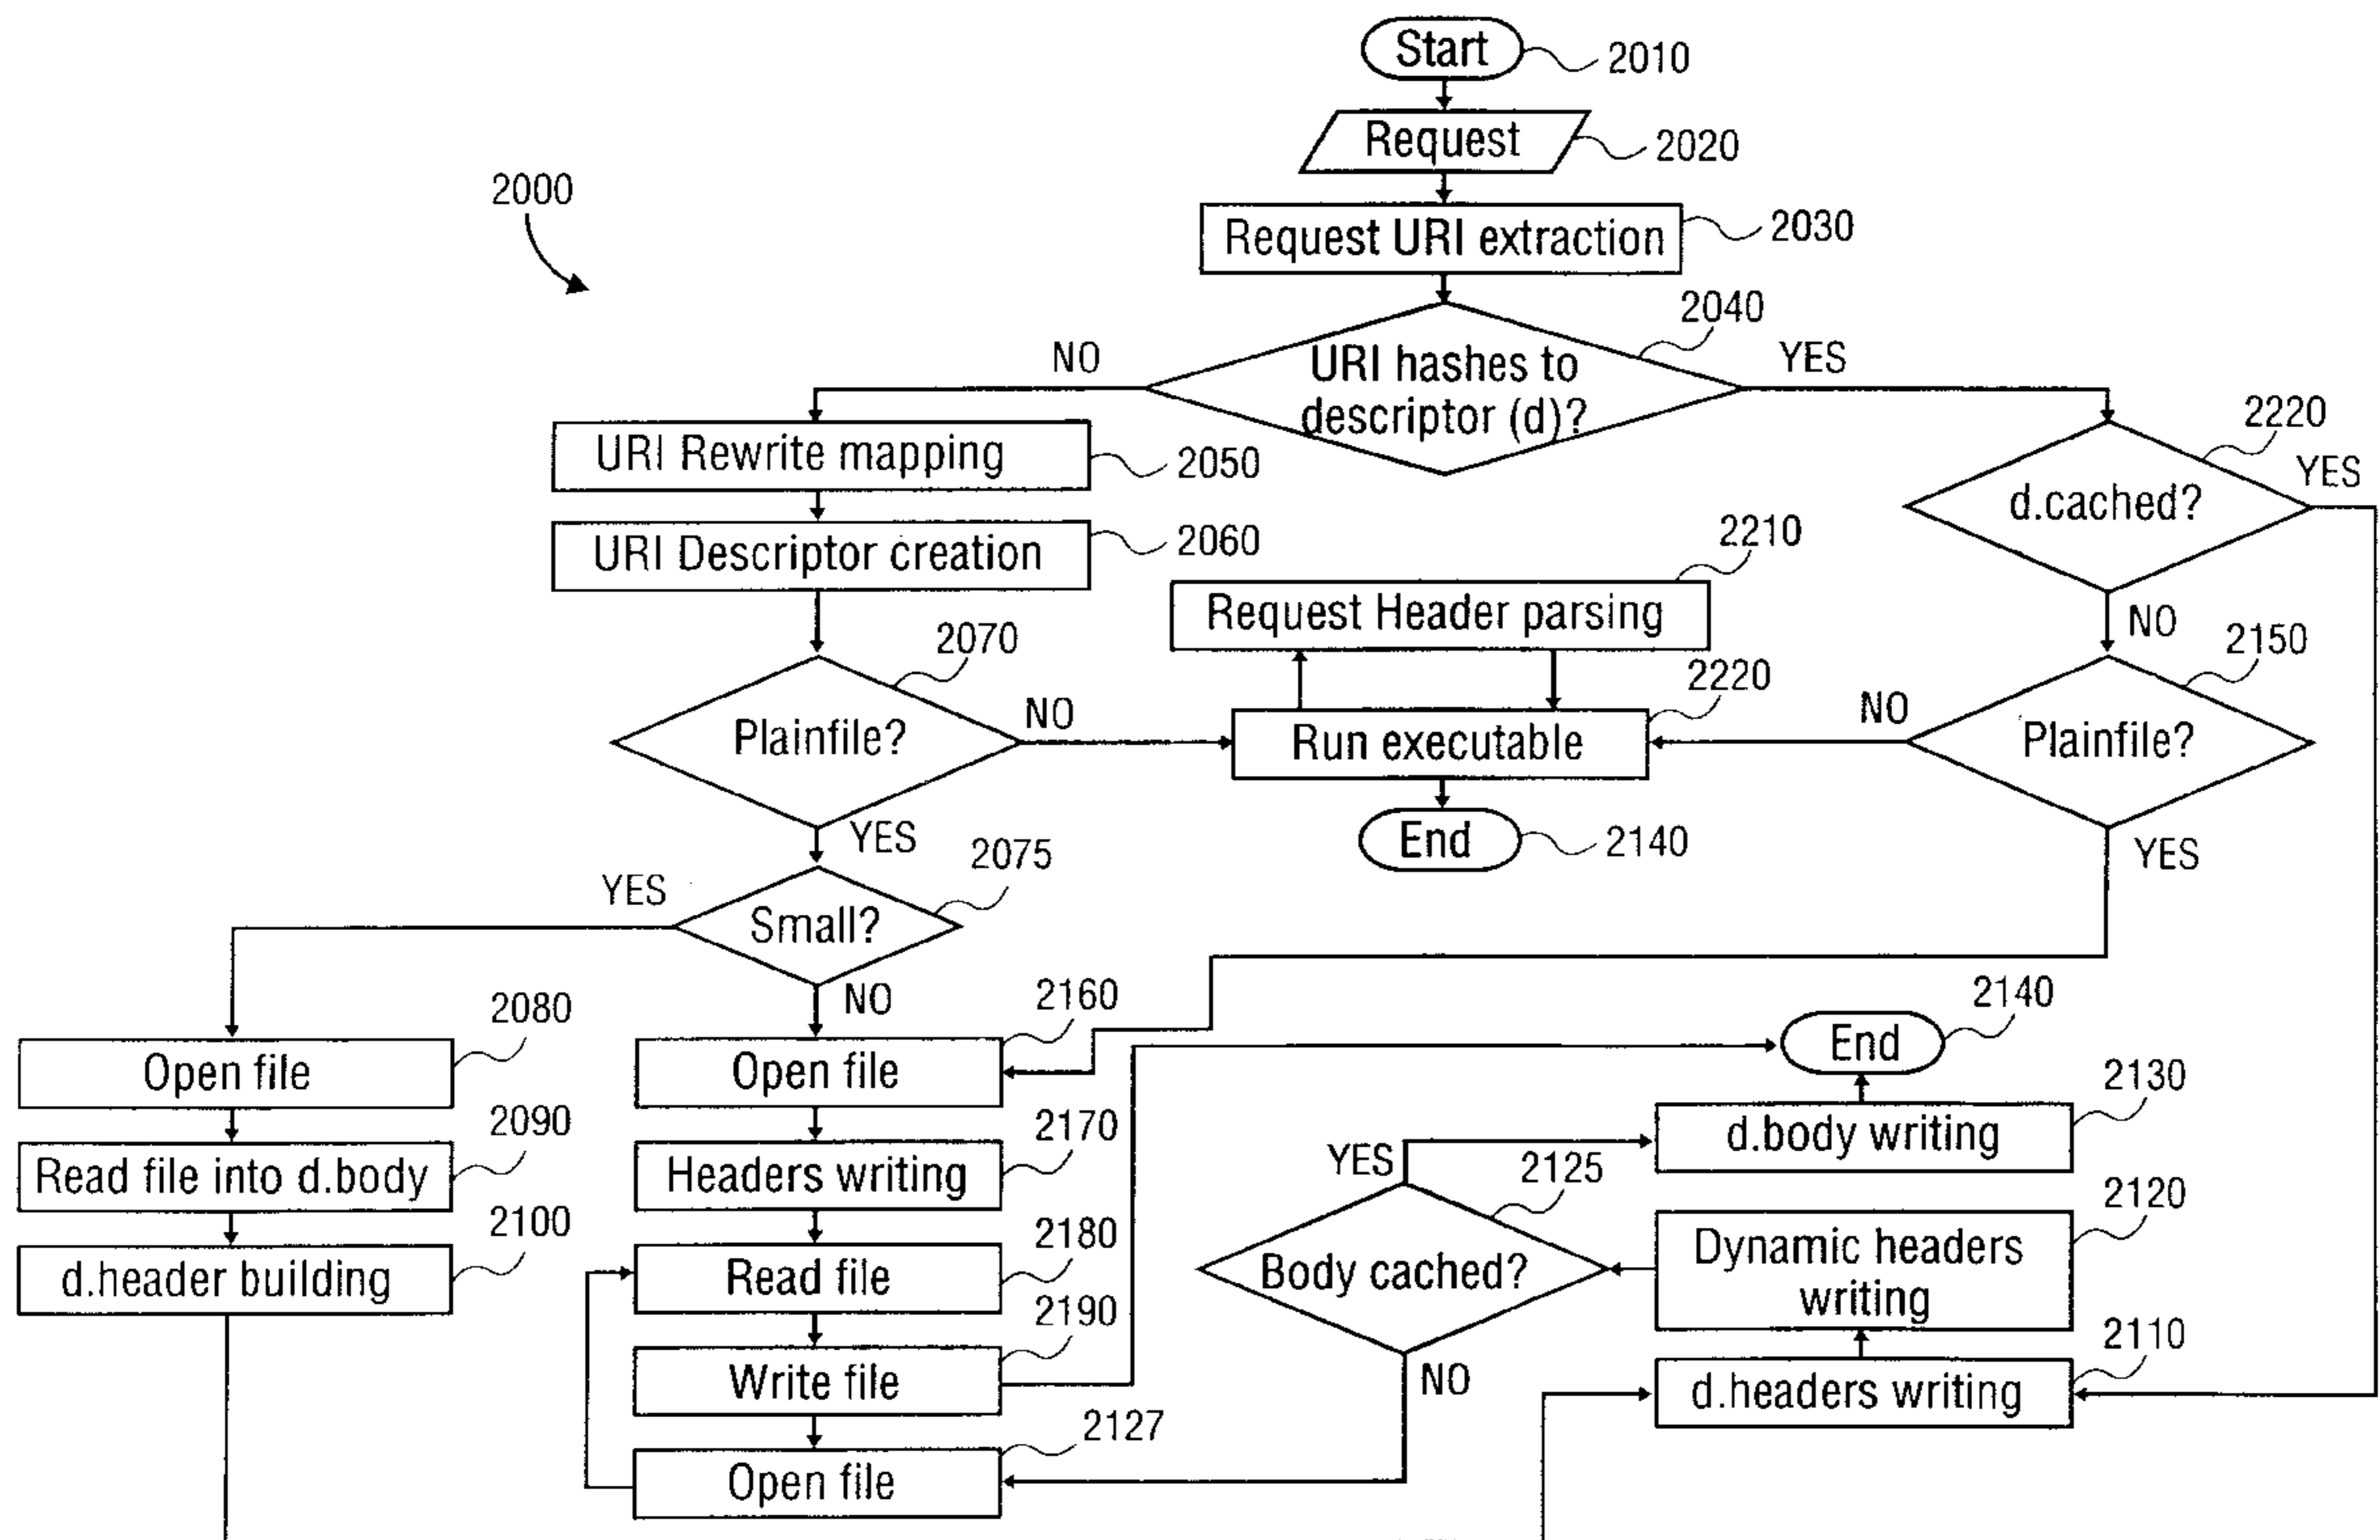 Start
2010
Request
2020
2000
Request URI extraction
2030
2040
NO
URI hashes to
descriptor (d)?
YES
URI Rewrite mapping
2050
2220
YES
d.cached?
URI Descriptor creation
2060
2210
Request Header parsing
NO
2070
2150
Plainfile?
NO
2220
Run executable
NO
Plainfile?
YES
End
2140
YES
2075
YES
Small?
NO
2080
Open file
2160
Open file
2140
End
2090
Read file into d.body
2170
Headers writing
2130
d.body writing
YES
2125
2100
d.header building
2180
Read file
Body cached?
2120
Dynamic headers
writing
2190
Write file
NO
2110
d.headers writing
2127
Open file